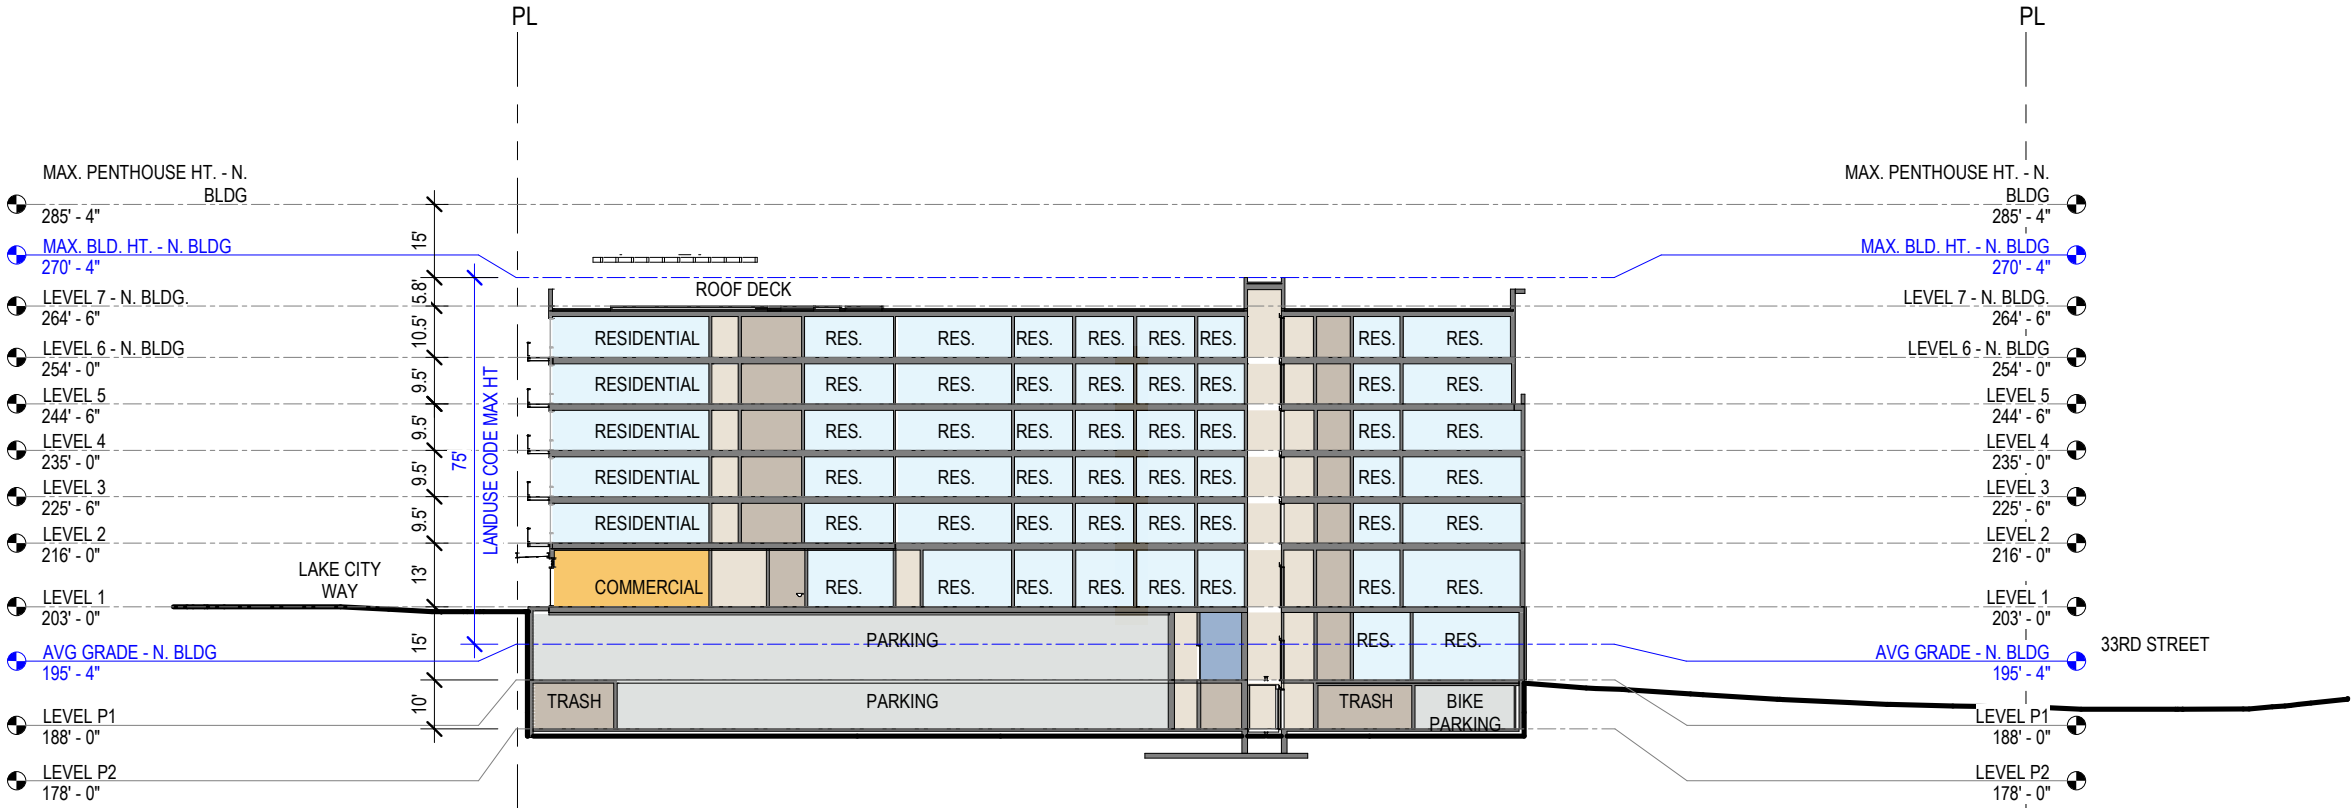 PL
PL
MAX. PENTHOUSE HT. - N.
BLDG
285' - 4"
MAX. BLD. HT. - N. BLDG
270' - 4"
LEVEL 7 - N. BLDG.
264' - 6"
LEVEL 6 - N. BLDG
254' - 0"
LEVEL 5
244' - 6"
LEVEL 4
235' - 0"
LEVEL 3
225' - 6"
LEVEL 2
216' - 0"
LEVEL 1
203' - 0"
AVG GRADE - N. BLDG
195' - 4"
LEVEL P1
188' - 0"
LEVEL P2
178' - 0"
LAKE CITY
WAY
15'
5.8'
10.5'
9.5'
9.5'
9.5'
9.5'
13'
15'
10'
75'
LANDUSE CODE MAX HT
ROOF DECK
RESIDENTIAL RES. RES. RES. RES. RES. RES. RES. RES.
RESIDENTIAL RES. RES. RES. RES. RES. RES. RES. RES.
RESIDENTIAL RES. RES. RES. RES. RES. RES. RES. RES.
RESIDENTIAL RES. RES. RES. RES. RES. RES. RES. RES.
RESIDENTIAL RES. RES. RES. RES. RES. RES. RES. RES.
COMMERCIAL RES. RES. RES. RES. RES. RES. RES. RES.
PARKING RES. RES.
TRASH PARKING TRASH BIKE
PARKING
MAX. PENTHOUSE HT. - N.
BLDG
285' - 4"
MAX. BLD. HT. - N. BLDG
270' - 4"
LEVEL 7 - N. BLDG.
264' - 6"
LEVEL 6 - N. BLDG
254' - 0"
LEVEL 5
244' - 6"
LEVEL 4
235' - 0"
LEVEL 3
225' - 6"
LEVEL 2
216' - 0"
LEVEL 1
203' - 0"
33RD STREET
AVG GRADE - N. BLDG
195' - 4"
LEVEL P1
188' - 0"
LEVEL P2
178' - 0"